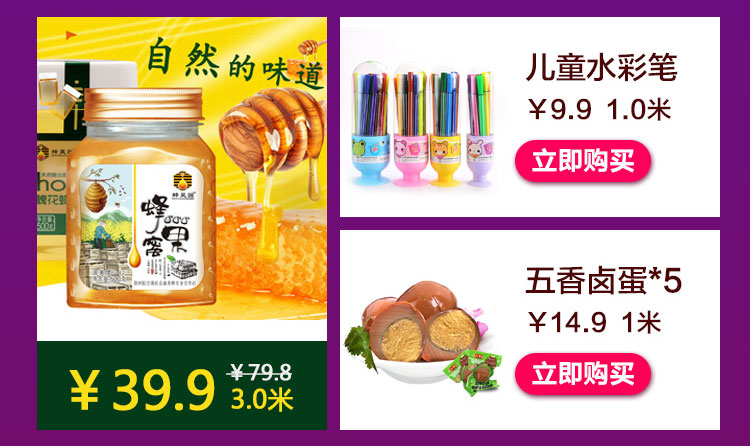 自然的味道
蜂果蜜
￥39.9
￥79.8
3.0米
儿童水彩笔
￥9.9 1.0米
立即购买
五香卤蛋*5
￥14.9 1米
立即购买